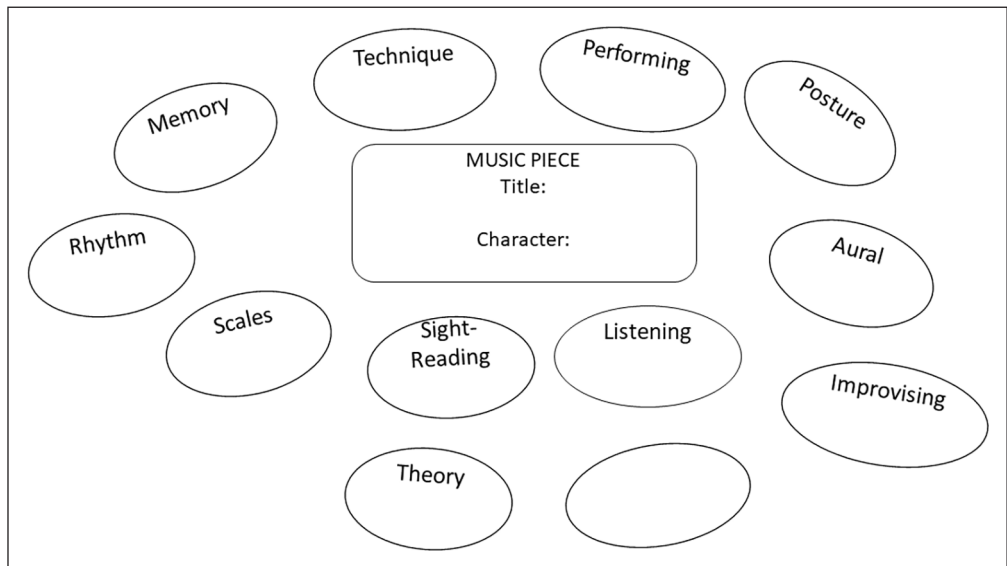 Technique
Performing
Posture
Memory
MUSIC PIECE
Title:
Character:
Rhythm
Aural
Scales
Sight-
Reading
Listening
Improvising
Theory